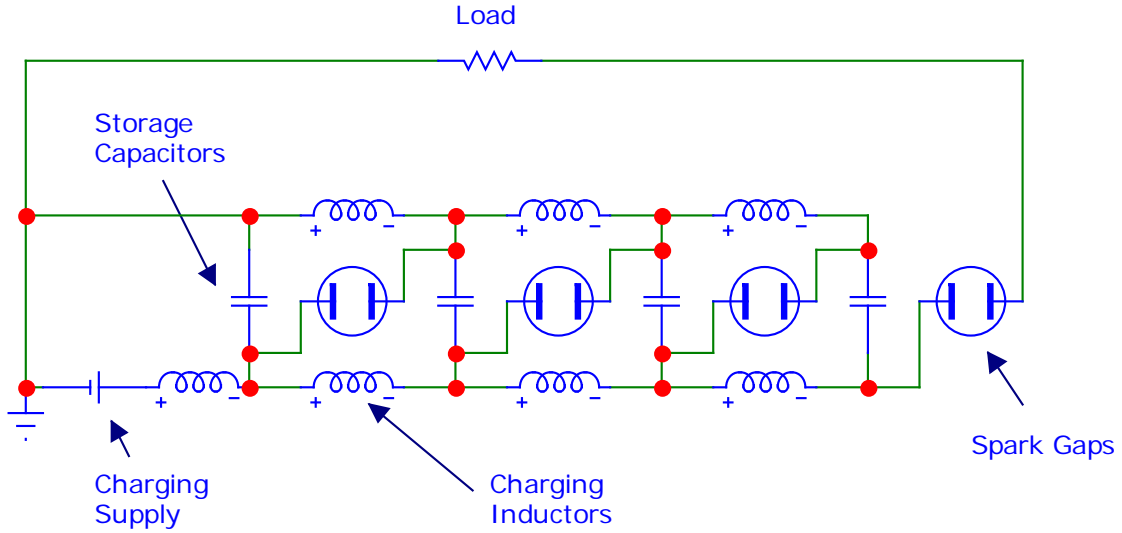 Load
Storage
Capacitors
+ − + − + −
+ − + − + − + −
Spark Gaps
Charging
Supply
Charging
Inductors